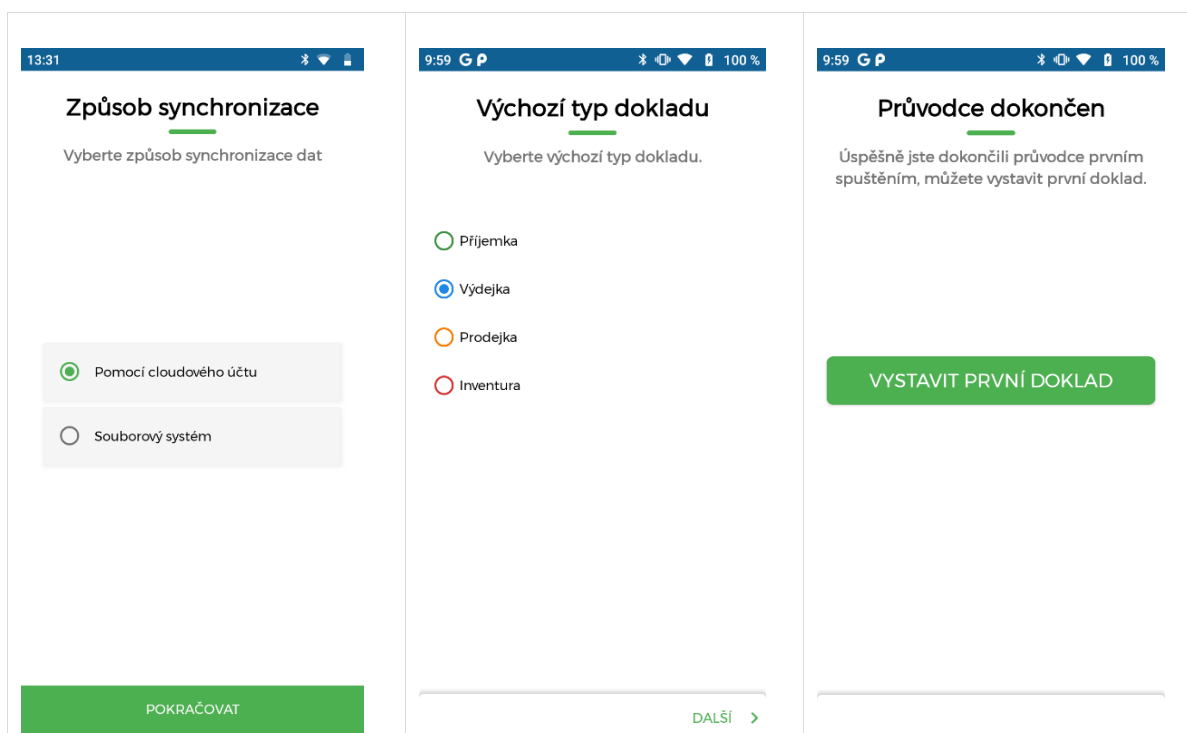 13:31
Způsob synchronizace
Vyberte způsob synchronizace dat
Pomocí cloudového účtu
Souborový systém
POKRAČOVAT
9:59 G P 100 %
Výchozí typ dokladu
Vyberte výchozí typ dokladu.
Příjemka
Výdejka
Prodejka
Inventura
DALŠÍ
9:59 G P 100 %
Průvodce dokončen
Úspěšně jste dokončili průvodce prvním
spuštěním, můžete vystavit první doklad.
VYSTAVIT PRVNÍ DOKLAD